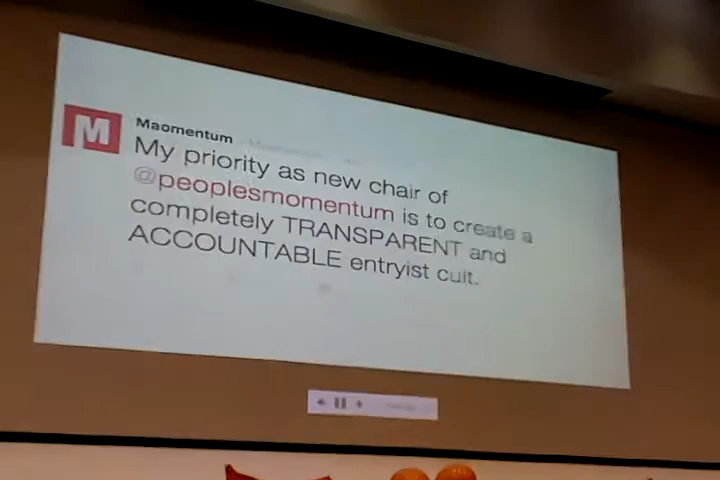 M
Maomentum
My priority as new chair of
@peoplesmomentum is to create a
completely TRANSPARENT and
ACCOUNTABLE entryist cult.